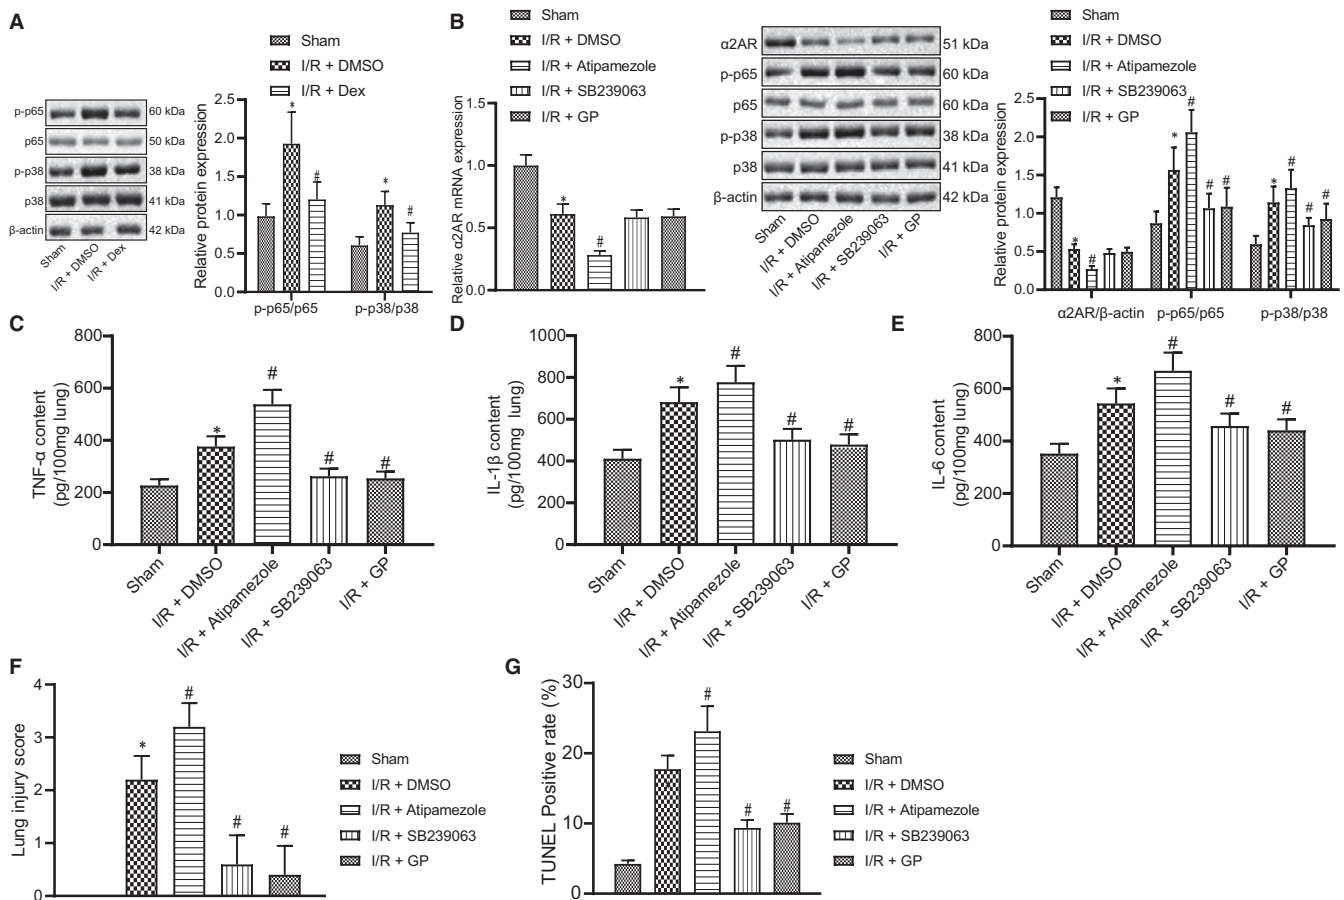 A
Sham
I/R + DMSO
I/R + Dex
p-p65
60 kDa
p65
50 kDa
p-p38
38 kDa
p38
41 kDa
β-actin
42 kDa
Sham
I/R + DMSO
I/R + Dex
Relative protein expression
2.5
2.0
1.5
1.0
0.5
0.0
*
#
*
#
p-p65/p65
p-p38/p38
B
Sham
I/R + DMSO
I/R + Atipamezole
I/R + SB239063
I/R + GP
Relative α2AR mRNA expression
1.5
1.0
0.5
0.0
*
#
α2AR
51 kDa
p-p65
60 kDa
p65
60 kDa
p-p38
38 kDa
p38
41 kDa
β-actin
42 kDa
Sham
I/R + DMSO
I/R + Atipamezole
I/R + SB239063
I/R + GP
Sham
I/R + DMSO
I/R + Atipamezole
I/R + SB239063
I/R + GP
Relative protein expression
2.5
2.0
1.5
1.0
0.5
0.0
*
#
*
#
#
#
*
#
#
#
α2AR/β-actin
p-p65/p65
p-p38/p38
C
TNF-α content
(pg/100mg lung)
800
600
400
200
0
*
#
#
#
Sham
I/R + DMSO
I/R + Atipamezole
I/R + SB239063
I/R + GP
D
IL-1β content
(pg/100mg lung)
1000
800
600
400
200
0
*
#
#
#
Sham
I/R + DMSO
I/R + Atipamezole
I/R + SB239063
I/R + GP
E
IL-6 content
(pg/100mg lung)
800
600
400
200
0
*
#
#
#
Sham
I/R + DMSO
I/R + Atipamezole
I/R + SB239063
I/R + GP
F
Lung injury score
4
3
2
1
0
*
#
#
#
Sham
I/R + DMSO
I/R + Atipamezole
I/R + SB239063
I/R + GP
G
TUNEL Positive rate (%)
30
20
10
0
#
#
#
Sham
I/R + DMSO
I/R + Atipamezole
I/R + SB239063
I/R + GP